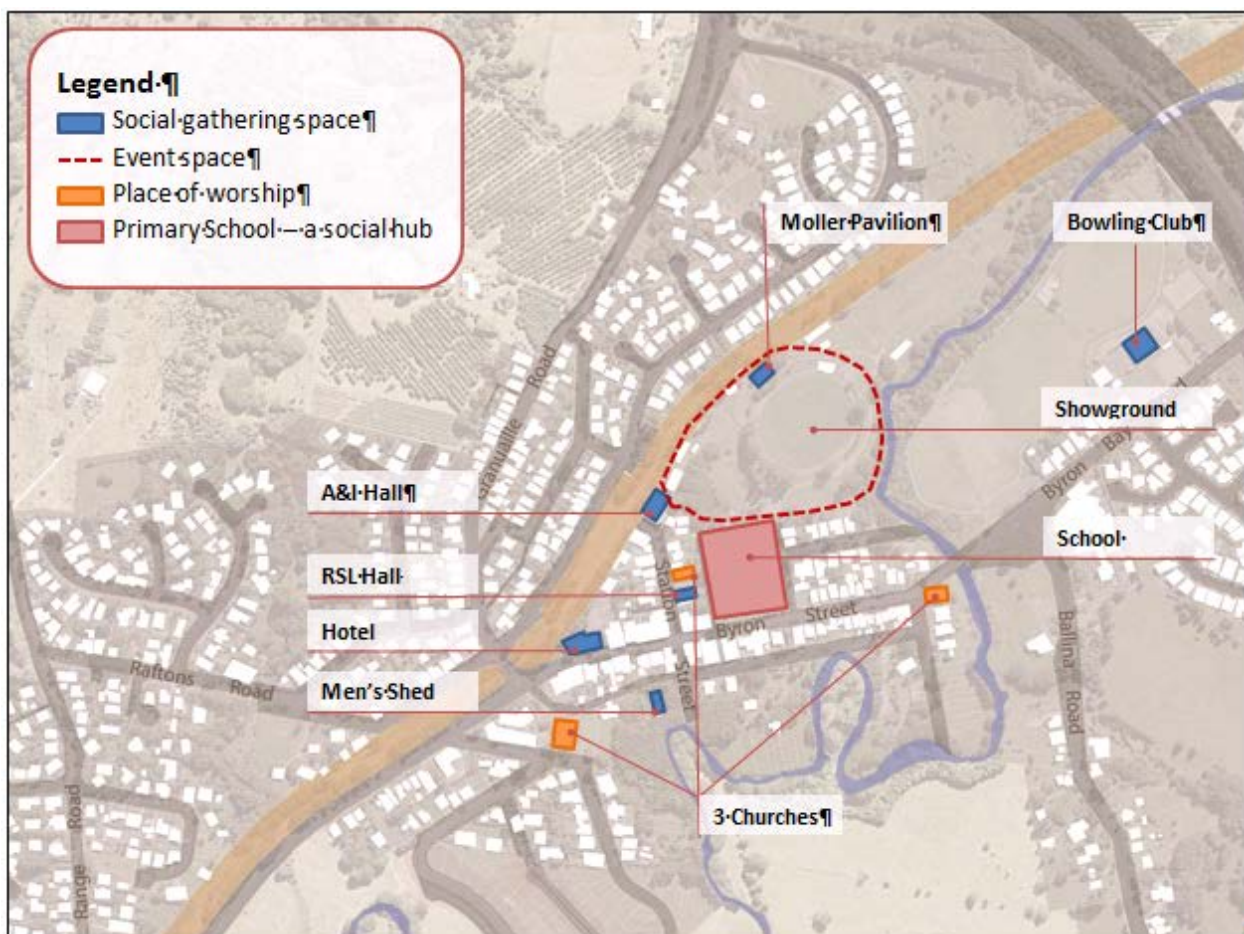 Legend·¶
Social·gathering·space¶
Event·space¶
Place·of·worship¶
Primary·School·–·a·social·hub
Moller·Pavilion¶
Bowling·Club¶
Showground
School·
A&I·Hall¶
RSL·Hall·
Hotel
Men's·Shed
3·Churches¶
Granuaille Road
Byron Bay Road
Station Street
Byron Street
Raftons Road
Range Road
Ballina Road